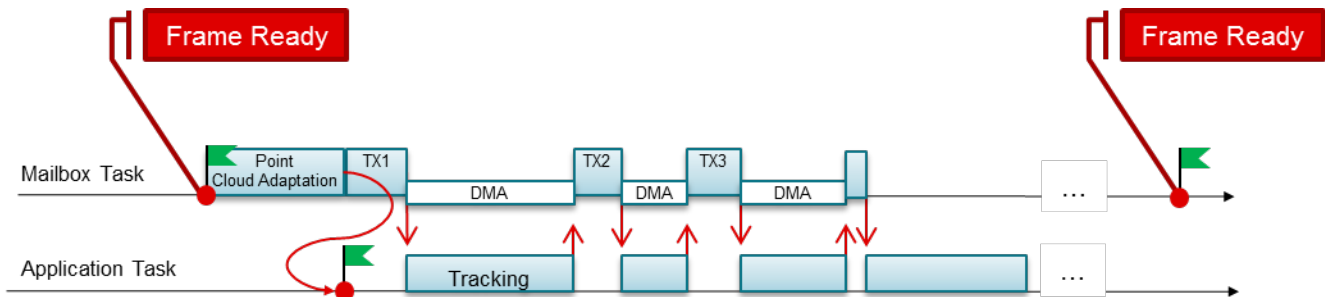 Frame Ready
Frame Ready
Point
Cloud Adaptation
TX1
TX2
TX3
Mailbox Task
DMA
DMA
DMA
...
Application Task
Tracking
...